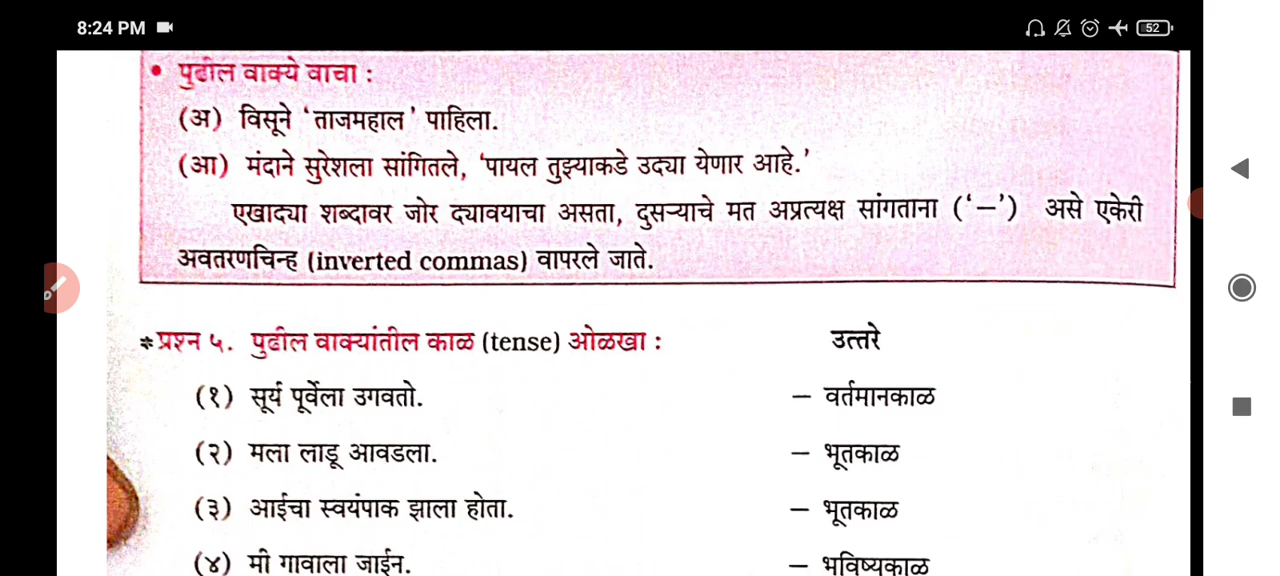 8:24 PM
52
• पुढील वाक्ये वाचा :
(अ) विसूने ‘ताजमहाल’ पाहिला.
(आ) मंदाने सुरेशला सांगितले, ‘पायल तुझ्याकडे उद्या येणार आहे.’
एखाद्या शब्दावर जोर द्यावयाचा असता, दुसऱ्याचे मत अप्रत्यक्ष सांगताना (‘–’) असे एकेरी
अवतरणचिन्ह (inverted commas) वापरले जाते.
*प्रश्न ५. पुढील वाक्यांतील काळ (tense) ओळखा : उत्तरे
(१) सूर्य पूर्वेला उगवतो. – वर्तमानकाळ
(२) मला लाडू आवडला. – भूतकाळ
(३) आईचा स्वयंपाक झाला होता. – भूतकाळ
(४) मी गावाला जाईन. – भविष्यकाळ